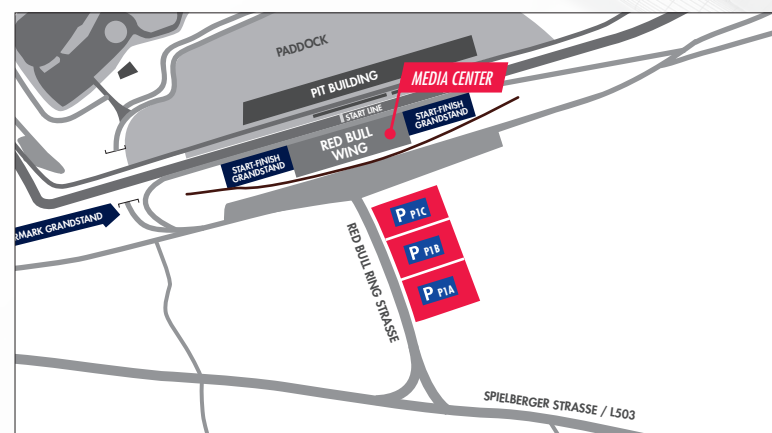 PADDOCK
PIT BUILDING
MEDIA CENTER
START LINE
START-FINISH
GRANDSTAND
RED BULL
WING
START-FINISH
GRANDSTAND
RMARK GRANDSTAND
P P1C
P P1B
P P1A
RED BULL RING STRASSE
SPIELBERGER STRASSE / L503